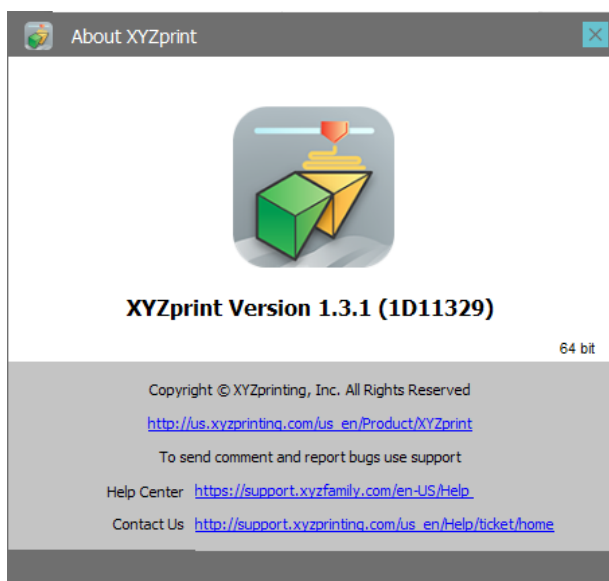 About XYZprint
XYZprint Version 1.3.1 (1D11329)
64 bit
Copyright © XYZprinting, Inc. All Rights Reserved
http://us.xyzprinting.com/us_en/Product/XYZprint
To send comment and report bugs use support
Help Center https://support.xyzfamily.com/en-US/Help
Contact Us http://support.xyzprinting.com/us_en/Help/ticket/home